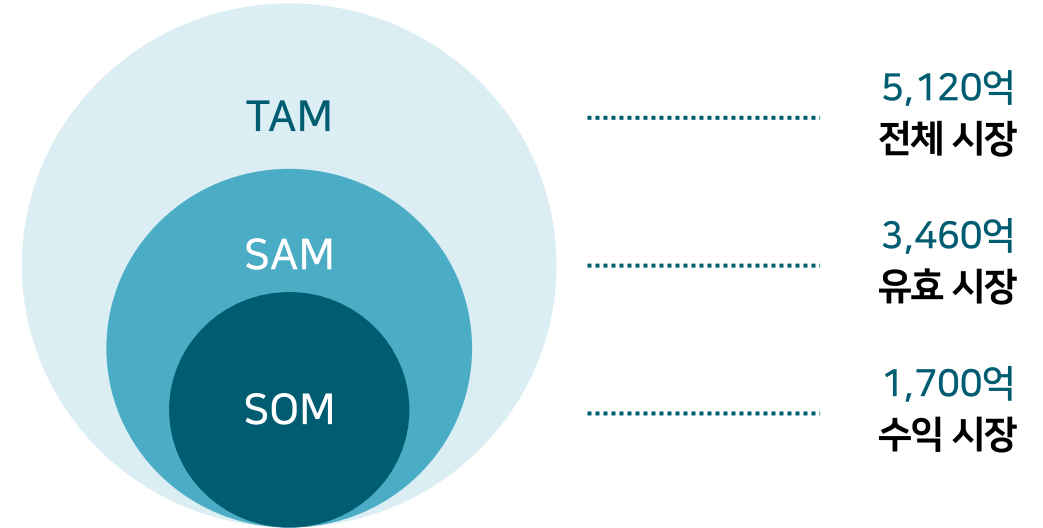 TAM
5,120억
전체 시장
SAM
3,460억
유효 시장
SOM
1,700억
수익 시장